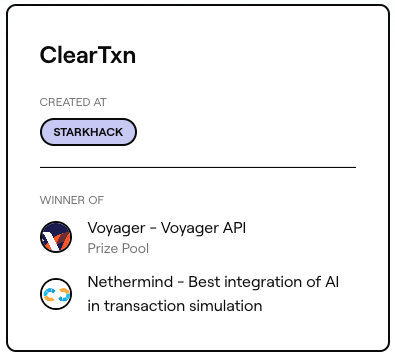 ClearTxn
CREATED AT
STARKHACK
WINNER OF
Voyager - Voyager API
Prize Pool
Nethermind - Best integration of AI
in transaction simulation